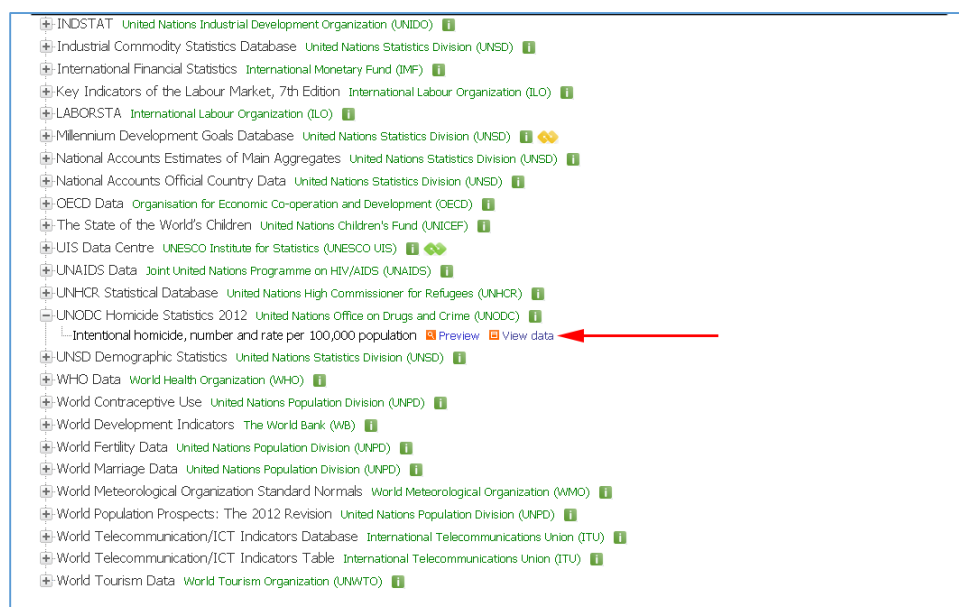 INDSTAT United Nations Industrial Development Organization (UNIDO) i
Industrial Commodity Statistics Database United Nations Statistics Division (UNSD) i
International Financial Statistics International Monetary Fund (IMF) i
Key Indicators of the Labour Market, 7th Edition International Labour Organization (ILO) i
LABORSTA International Labour Organization (ILO) i
Millennium Development Goals Database United Nations Statistics Division (UNSD) i
National Accounts Estimates of Main Aggregates United Nations Statistics Division (UNSD) i
National Accounts Official Country Data United Nations Statistics Division (UNSD) i
OECD Data Organisation for Economic Co-operation and Development (OECD) i
The State of the World's Children United Nations Children's Fund (UNICEF) i
UIS Data Centre UNESCO Institute for Statistics (UNESCO UIS) i
UNAIDS Data Joint United Nations Programme on HIV/AIDS (UNAIDS) i
UNHCR Statistical Database United Nations High Commissioner for Refugees (UNHCR) i
UNODC Homicide Statistics 2012 United Nations Office on Drugs and Crime (UNODC) i
Intentional homicide, number and rate per 100,000 population Preview View data
UNSD Demographic Statistics United Nations Statistics Division (UNSD) i
WHO Data World Health Organization (WHO) i
World Contraceptive Use United Nations Population Division (UNPD) i
World Development Indicators The World Bank (WB) i
World Fertility Data United Nations Population Division (UNPD) i
World Marriage Data United Nations Population Division (UNPD) i
World Meteorological Organization Standard Normals World Meteorological Organization (WMO) i
World Population Prospects: The 2012 Revision United Nations Population Division (UNPD) i
World Telecommunication/ICT Indicators Database International Telecommunications Union (ITU) i
World Telecommunication/ICT Indicators Table International Telecommunications Union (ITU) i
World Tourism Data World Tourism Organization (UNWTO) i